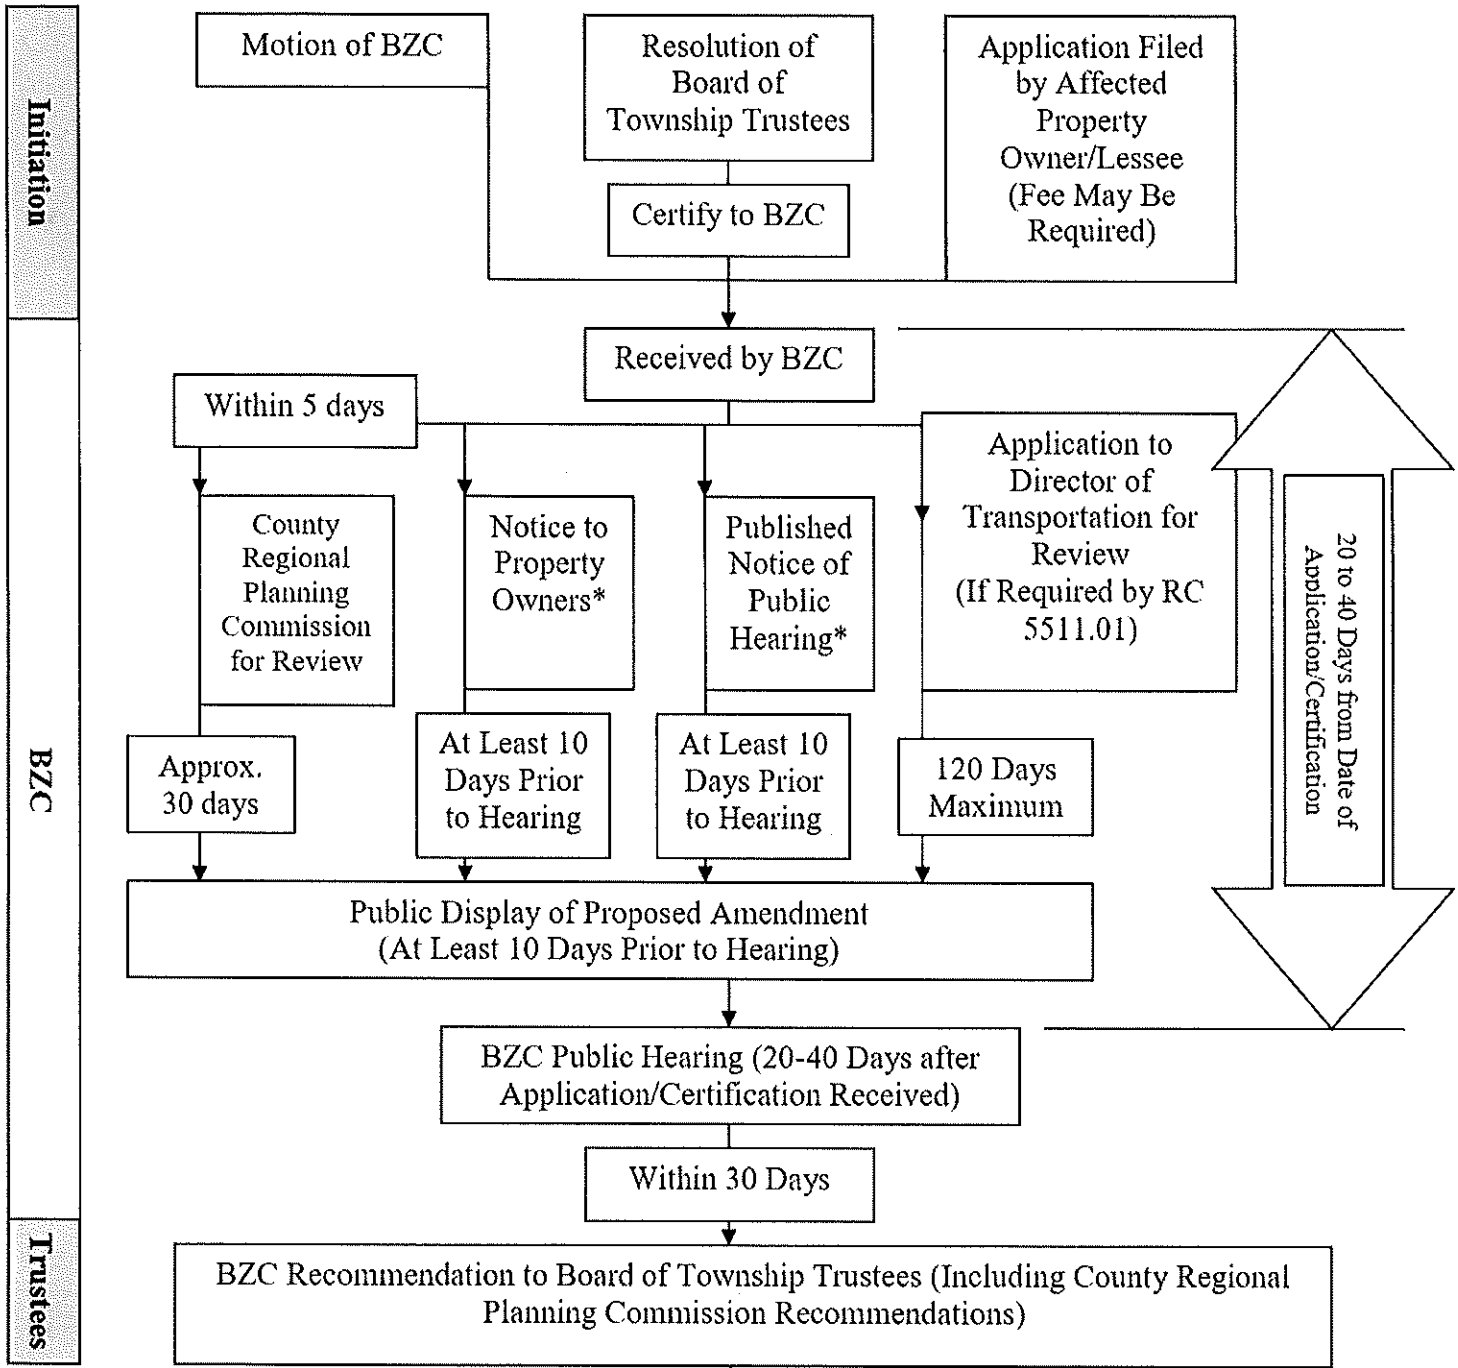 Initiation
Motion of BZC
Resolution of
Board of
Township Trustees
Application Filed
by Affected
Property
Owner/Lessee
(Fee May Be
Required)
Certify to BZC
BZC
Received by BZC
Within 5 days
County
Regional
Planning
Commission
for Review
Notice to
Property
Owners*
Published
Notice of
Public
Hearing*
Application to
Director of
Transportation for
Review
(If Required by RC
5511.01)
20 to 40 Days from Date of
Application/Certification
Approx.
30 days
At Least 10
Days Prior
to Hearing
At Least 10
Days Prior
to Hearing
120 Days
Maximum
Public Display of Proposed Amendment
(At Least 10 Days Prior to Hearing)
BZC Public Hearing (20-40 Days after
Application/Certification Received)
Within 30 Days
Trustees
BZC Recommendation to Board of Township Trustees (Including County Regional
Planning Commission Recommendations)